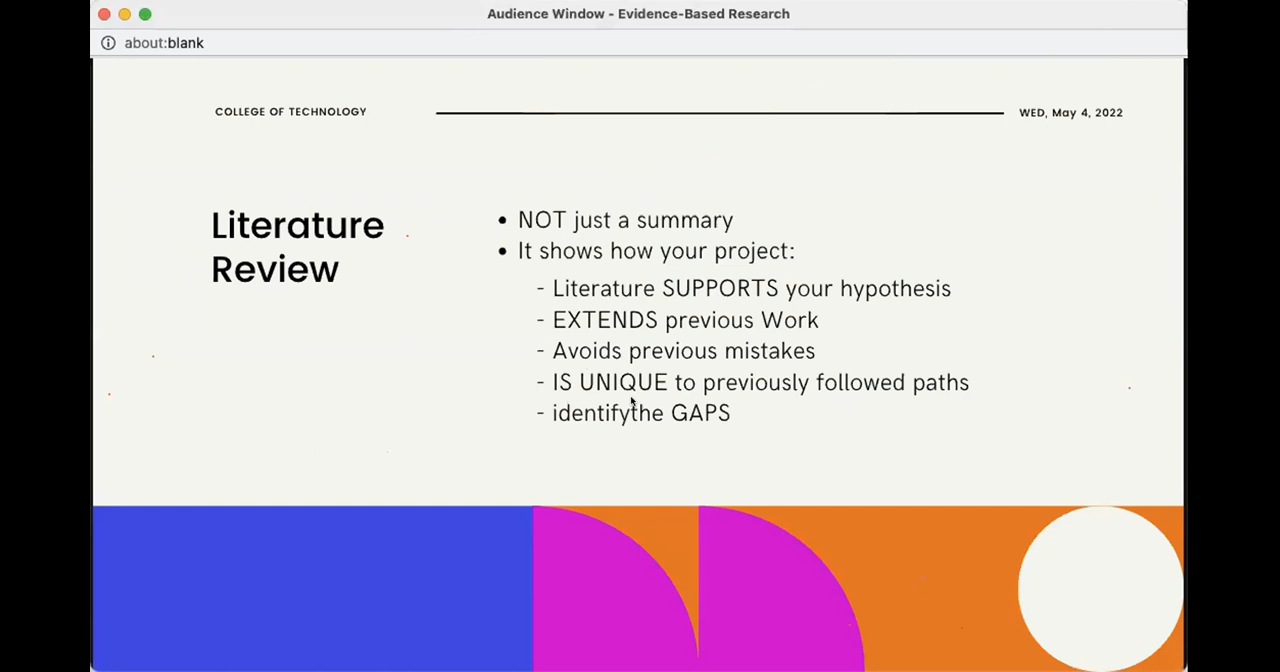 Audience Window - Evidence-Based Research
about:blank
COLLEGE OF TECHNOLOGY
WED, May 4, 2022
Literature
Review
• NOT just a summary
• It shows how your project:
- Literature SUPPORTS your hypothesis
- EXTENDS previous Work
- Avoids previous mistakes
- IS UNIQUE to previously followed paths
- identifythe GAPS